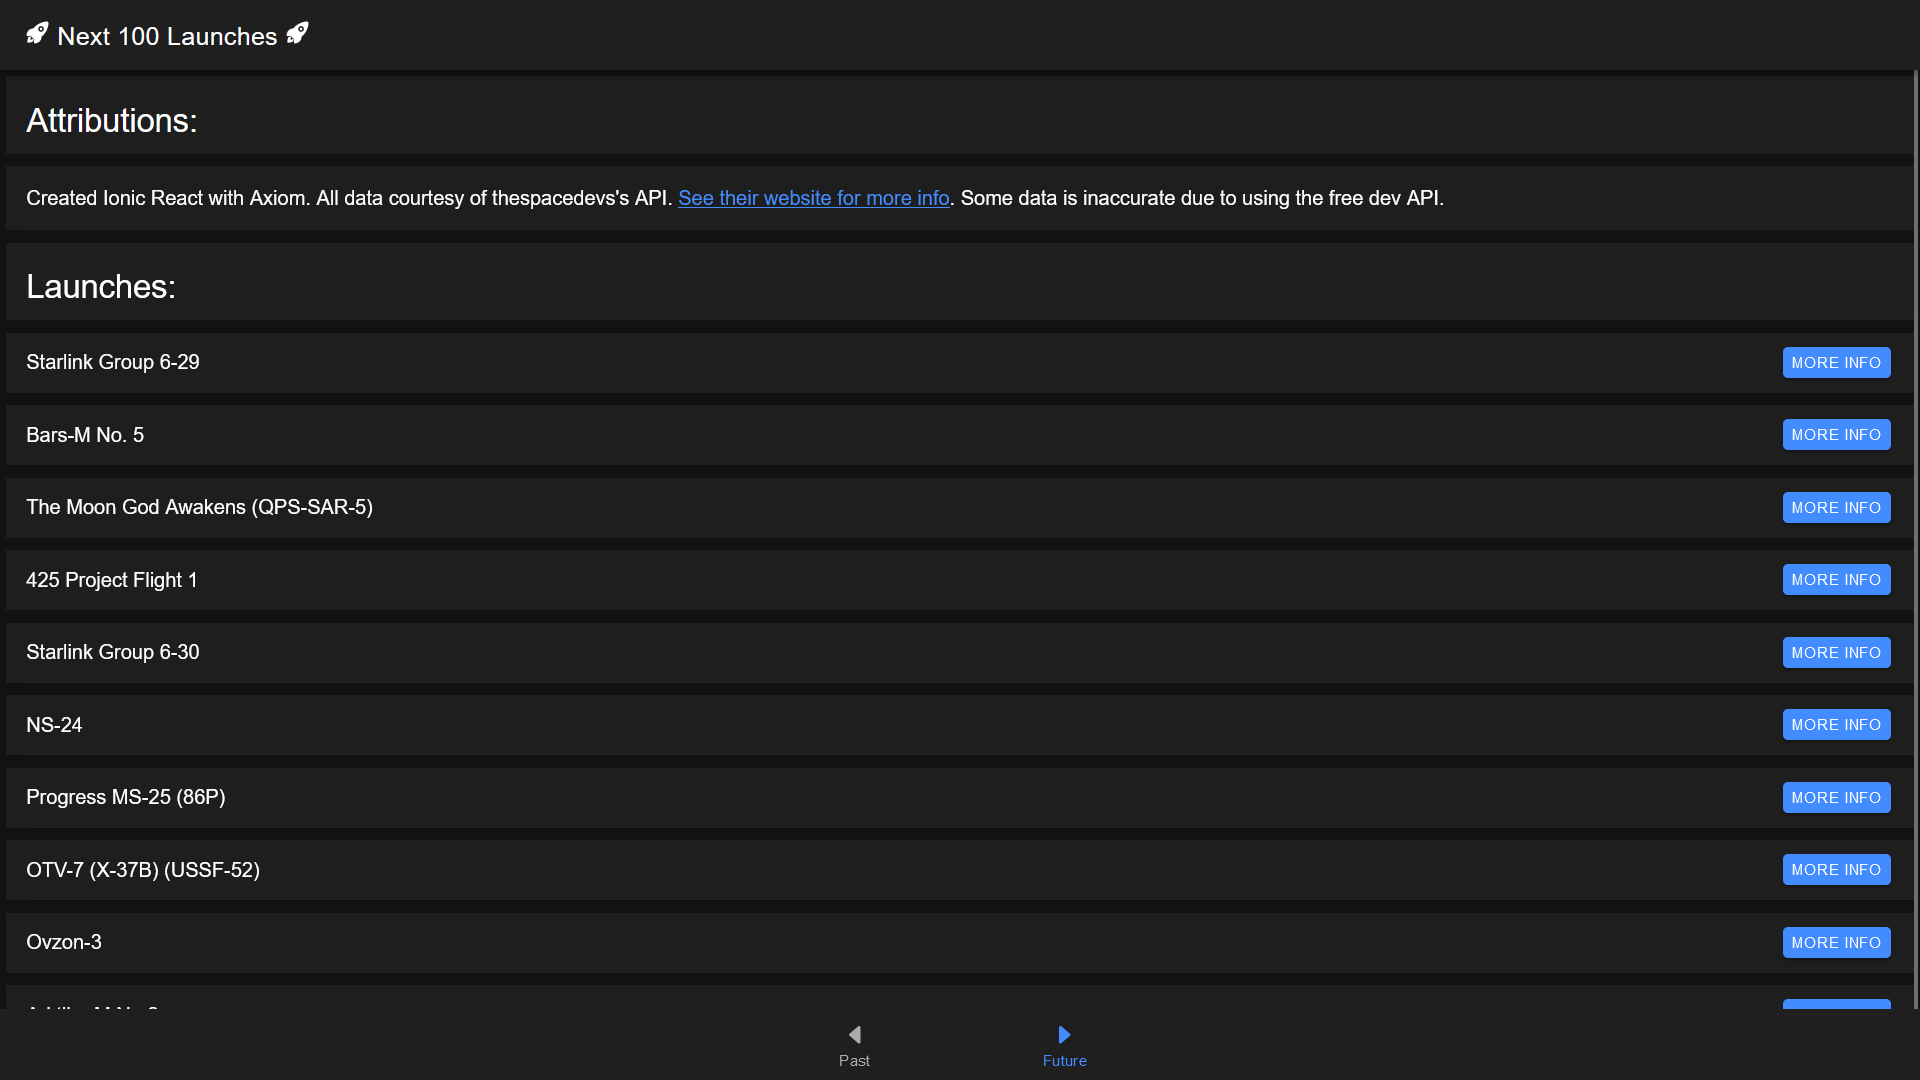 Next 100 Launches
Attributions:
Created Ionic React with Axiom. All data courtesy of thespacedevs's API. See their website for more info. Some data is inaccurate due to using the free dev API.
Launches:
Starlink Group 6-29 MORE INFO
Bars-M No. 5 MORE INFO
The Moon God Awakens (QPS-SAR-5) MORE INFO
425 Project Flight 1 MORE INFO
Starlink Group 6-30 MORE INFO
NS-24 MORE INFO
Progress MS-25 (86P) MORE INFO
OTV-7 (X-37B) (USSF-52) MORE INFO
Ovzon-3 MORE INFO
Past Future